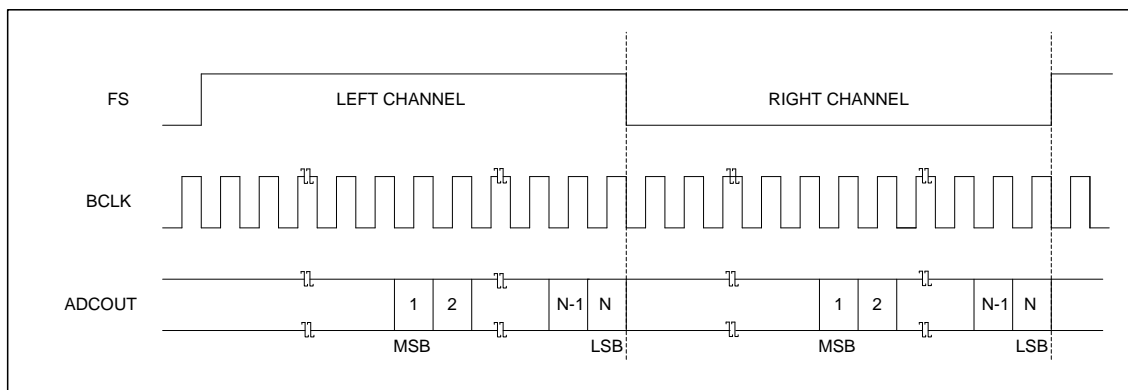 FS
LEFT CHANNEL
RIGHT CHANNEL
BCLK
ADCOUT
1 2 N-1 N 1 2 N-1 N
MSB LSB MSB LSB